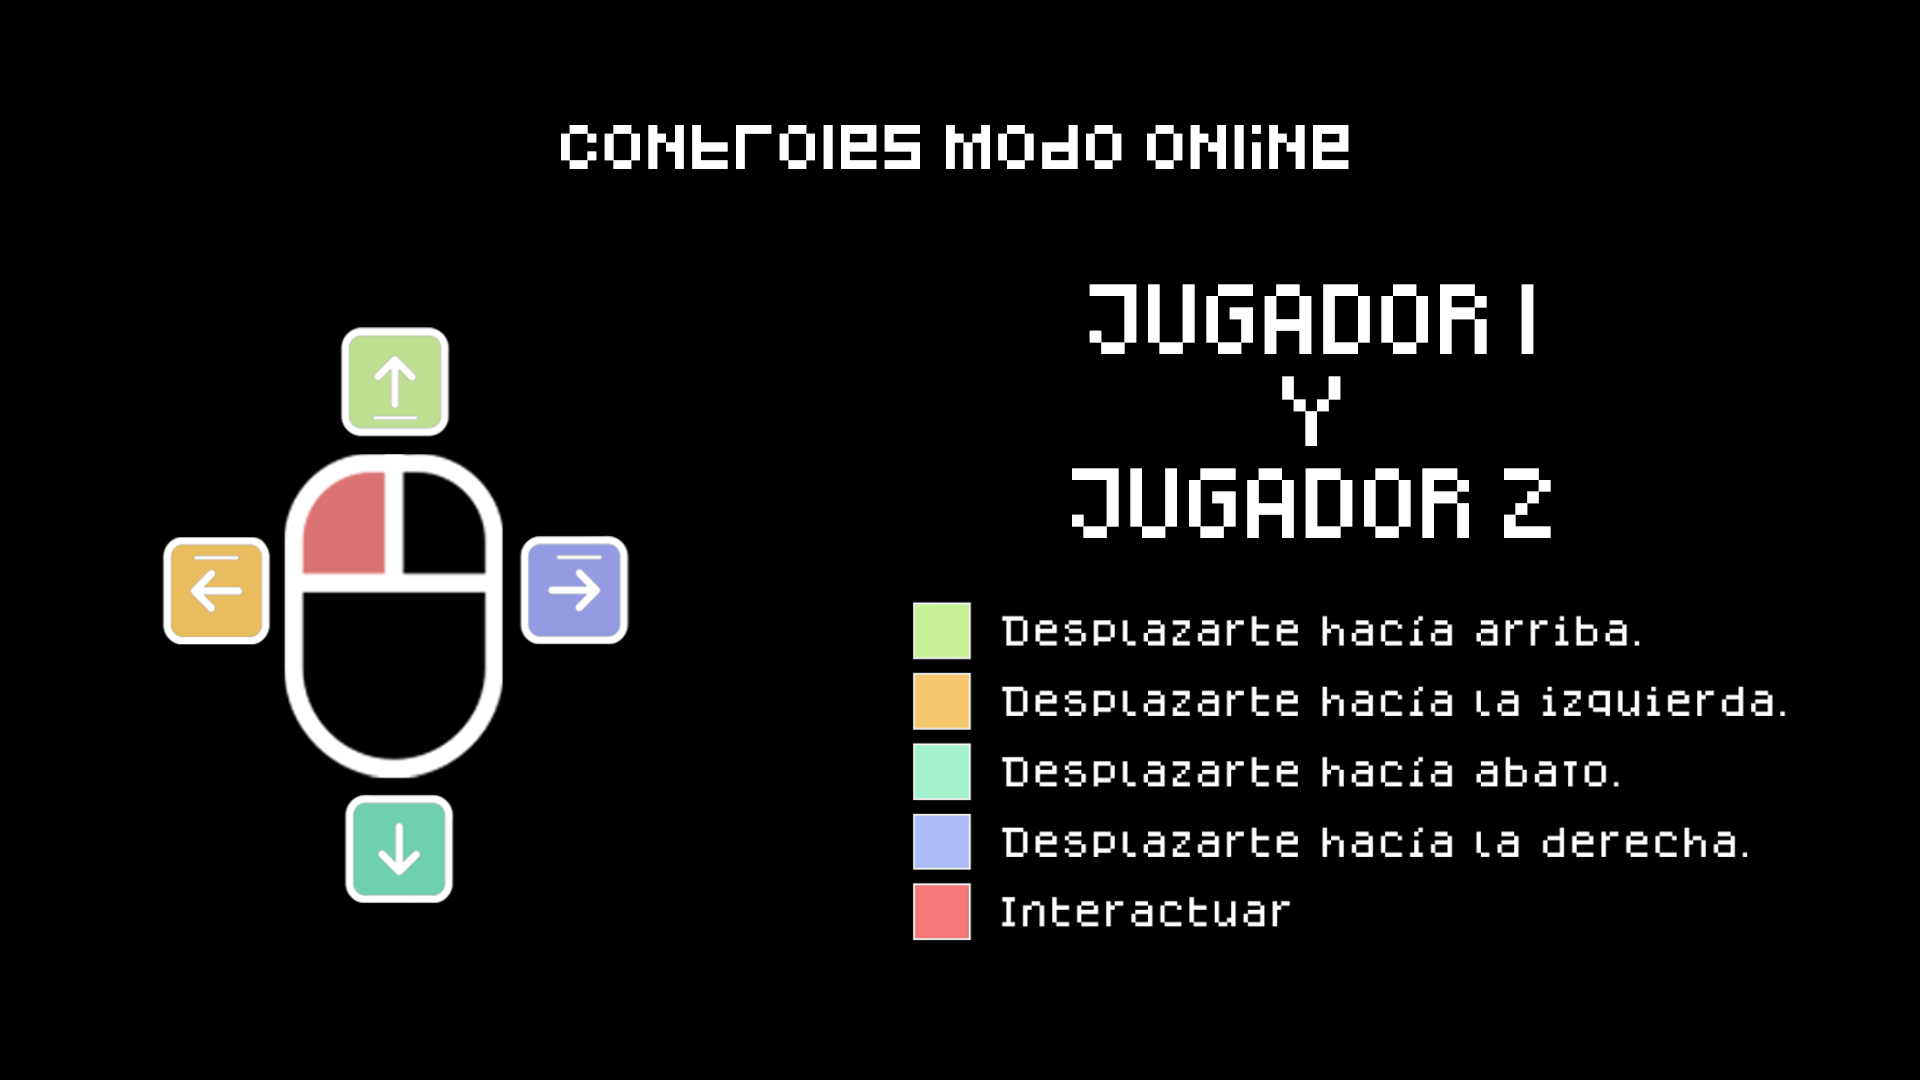 Controles modo online
JUGADOR 1
Y
JUGADOR 2
Desplazarte hacía arriba.
Desplazarte hacía la izquierda.
Desplazarte hacía abajo.
Desplazarte hacía la derecha.
Interactuar